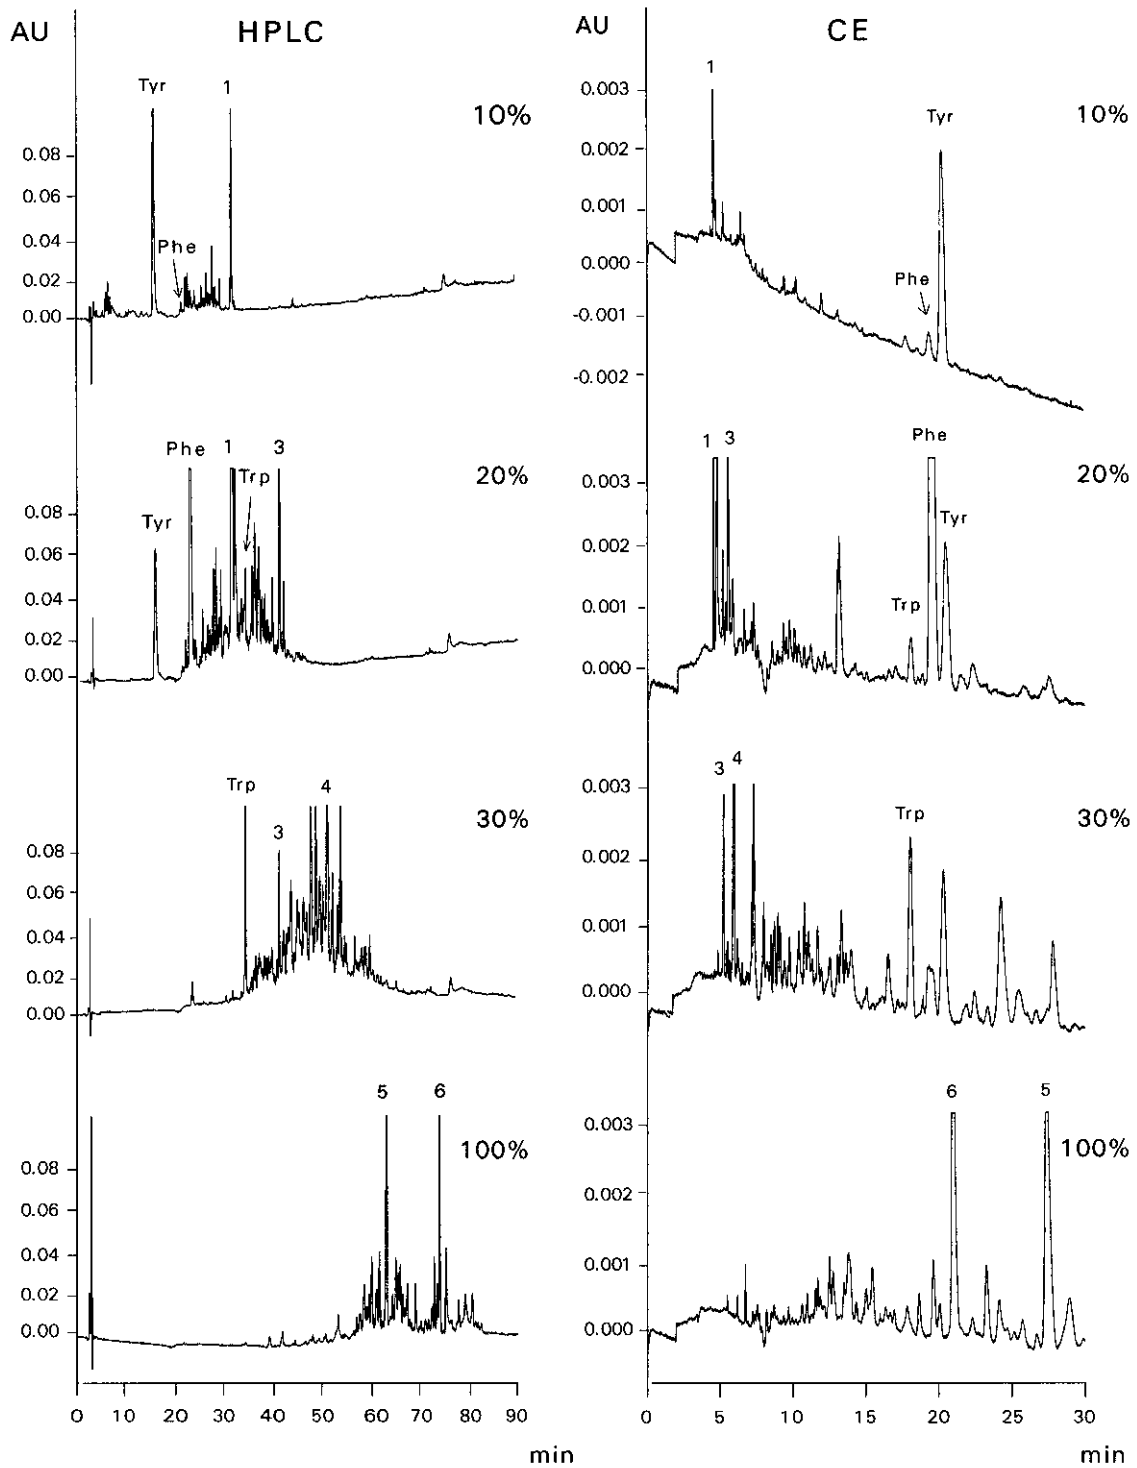 AU HPLC
Tyr 1 10%
0.08
0.06
0.04 Phe
0.02
0.00
Phe 1 3 20%
Trp
0.08 Tyr
0.06
0.04
0.02
0.00
Trp 4 30%
3
0.08
0.06
0.04
0.02
0.00
5 6
100%
0.08
0.06
0.04
0.02
0.00
0 10 20 30 40 50 60 70 80 90
min
AU CE
1
0.003 Tyr 10%
0.002
0.001
0.000 Phe
-0.001
-0.002
1 3 Phe
0.003 20%
Tyr
0.002
0.001 Trp
0.000
3 4
0.003 Trp 30%
0.002
0.001
0.000
6 5
0.003 100%
0.002
0.001
0.000
0 5 10 15 20 25 30
min